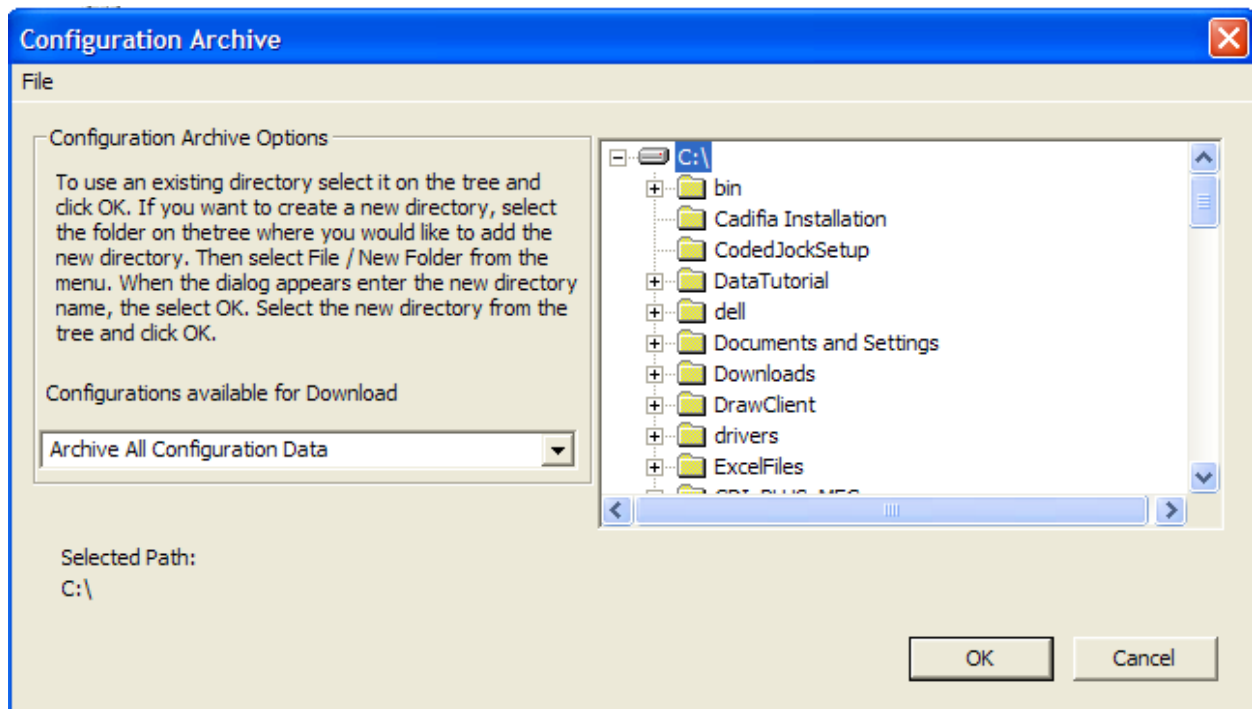 Configuration Archive
File
Configuration Archive Options
To use an existing directory select it on the tree and
click OK. If you want to create a new directory, select
the folder on thetree where you would like to add the
new directory. Then select File / New Folder from the
menu. When the dialog appears enter the new directory
name, the select OK. Select the new directory from the
tree and click OK.
Configurations available for Download
Archive All Configuration Data
C:\
bin
Cadifia Installation
CodedJockSetup
DataTutorial
dell
Documents and Settings
Downloads
DrawClient
drivers
ExcelFiles
Selected Path:
C:\
OK Cancel